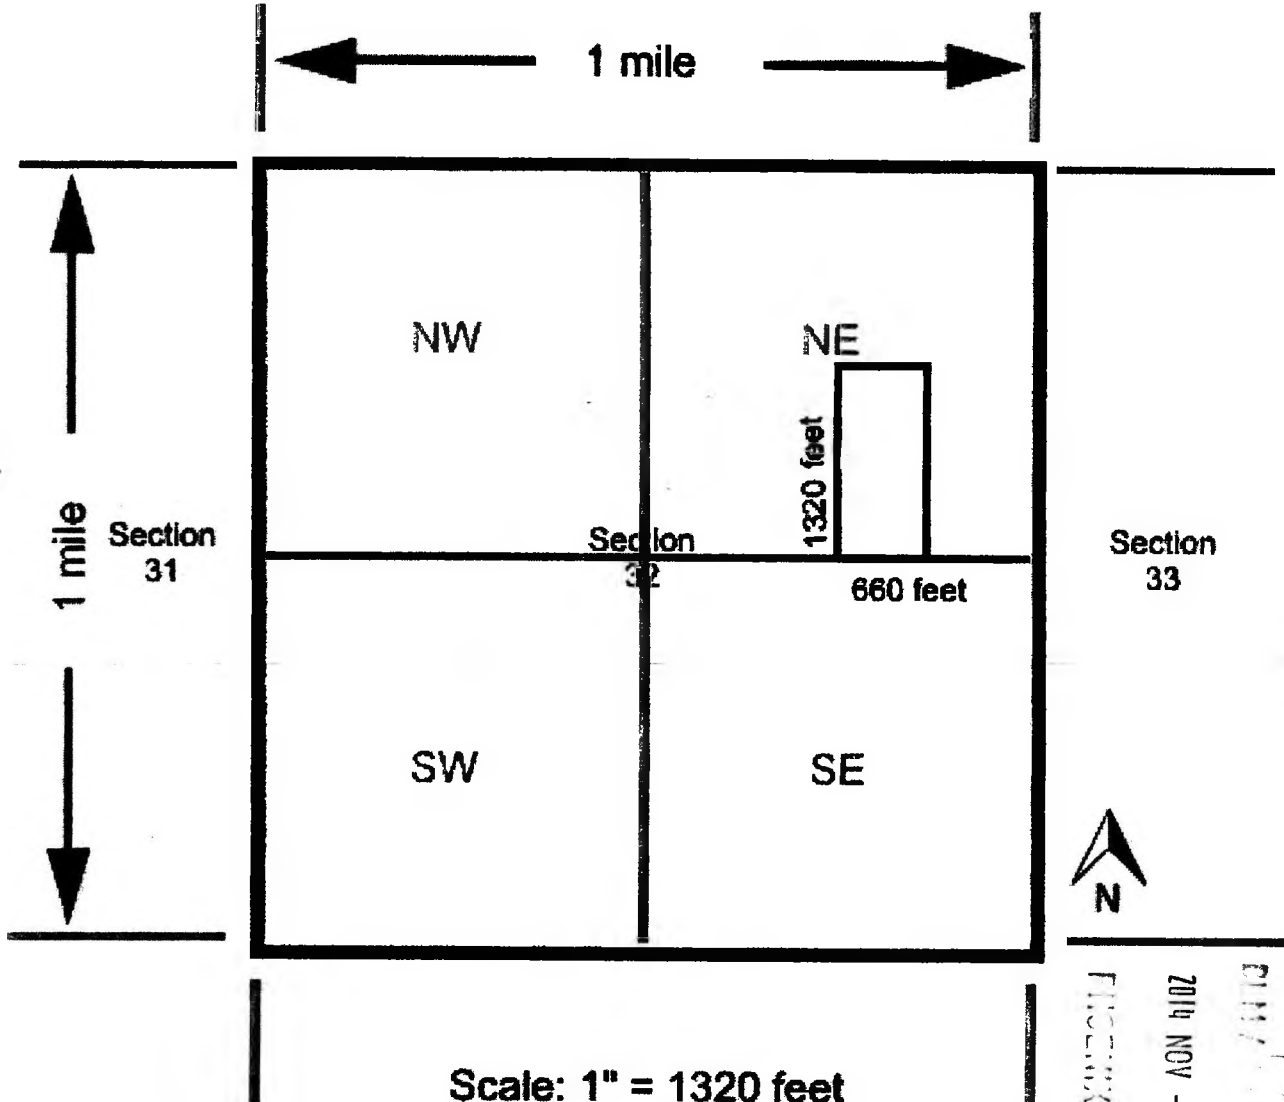 1 mile
NW
NE
1320 feet
1 mile
Section
31
Section
32
Section
33
660 feet
SW
SE
N
2014 NOV -
Scale: 1" = 1320 feet